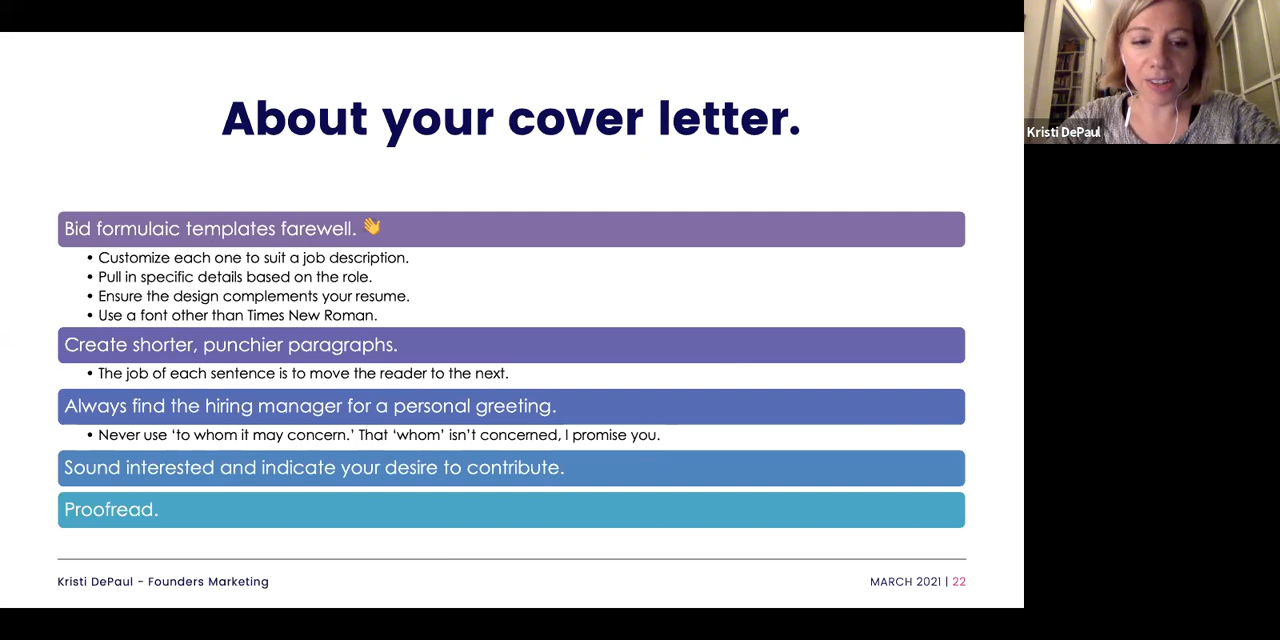 About your cover letter.
Bid formulaic templates farewell. 👋
• Customize each one to suit a job description.
• Pull in specific details based on the role.
• Ensure the design complements your resume.
• Use a font other than Times New Roman.
Create shorter, punchier paragraphs.
• The job of each sentence is to move the reader to the next.
Always find the hiring manager for a personal greeting.
• Never use ‘to whom it may concern.’ That ‘whom’ isn’t concerned, I promise you.
Sound interested and indicate your desire to contribute.
Proofread.
Kristi DePaul - Founders Marketing
MARCH 2021 | 22
Kristi DePaul